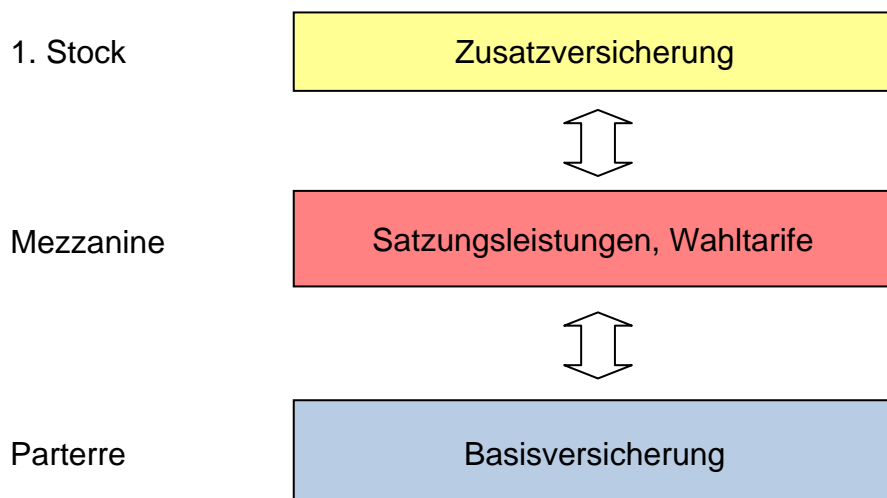 1. Stock
Zusatzversicherung
Mezzanine
Satzungsleistungen, Wahltarife
Parterre
Basisversicherung